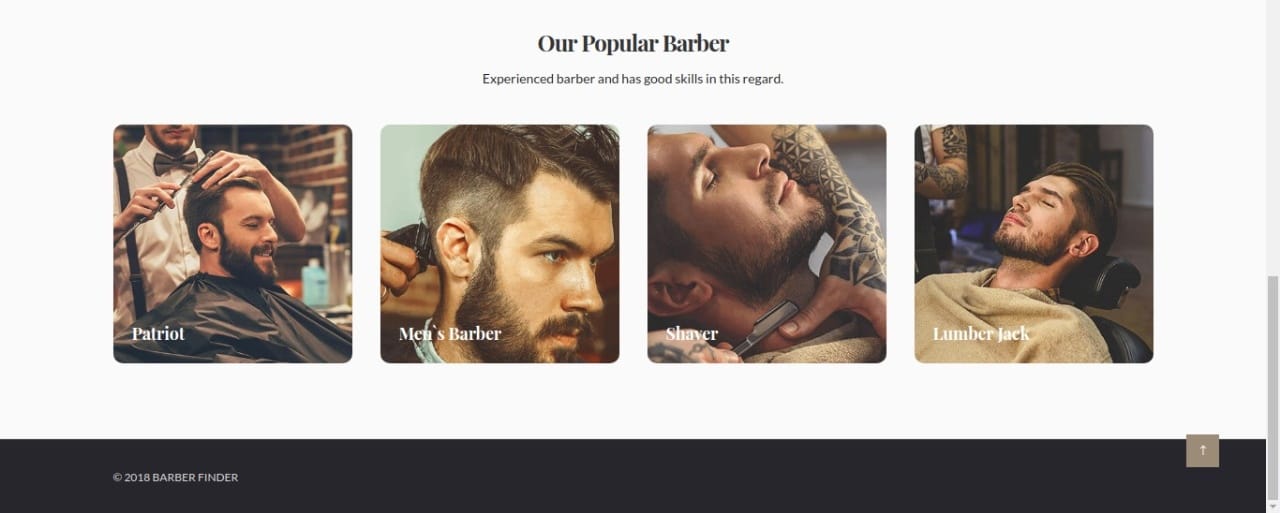 Our Popular Barber
Experienced barber and has good skills in this regard.
Patriot
Men`s Barber
Shaver
Lumber Jack
↑
© 2018 BARBER FINDER